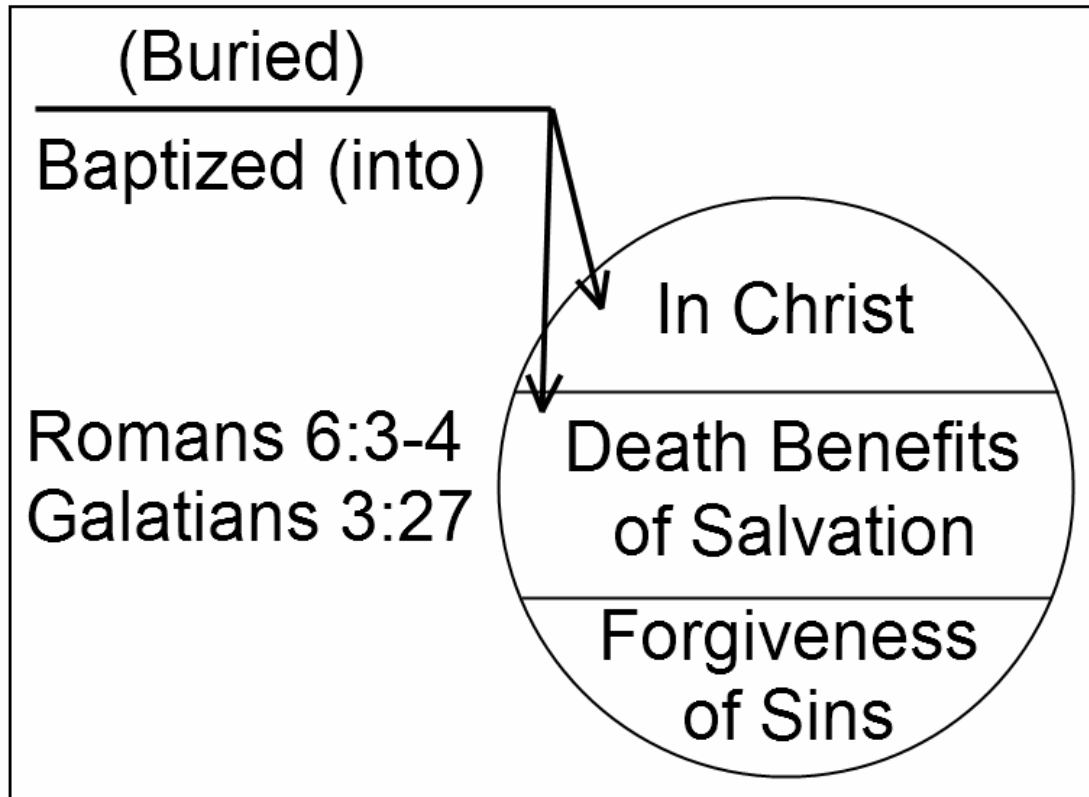 (Buried)
Baptized (into)
In Christ
Romans 6:3-4
Galatians 3:27
Death Benefits
of Salvation
Forgiveness
of Sins